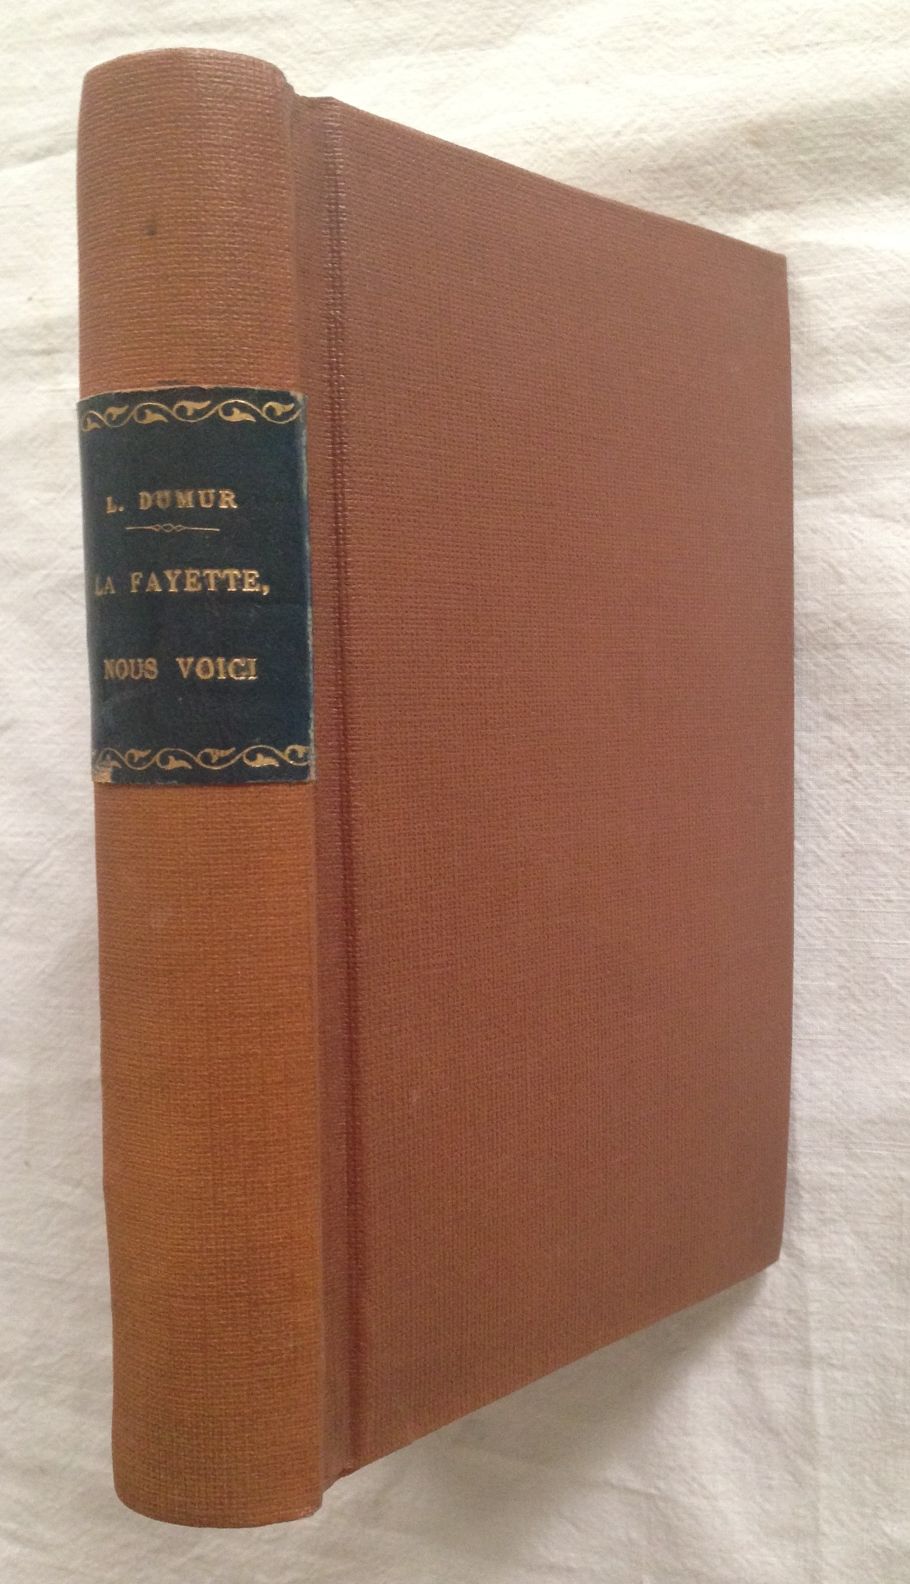 L. DUMUR
LA FAYETTE,
NOUS VOICI